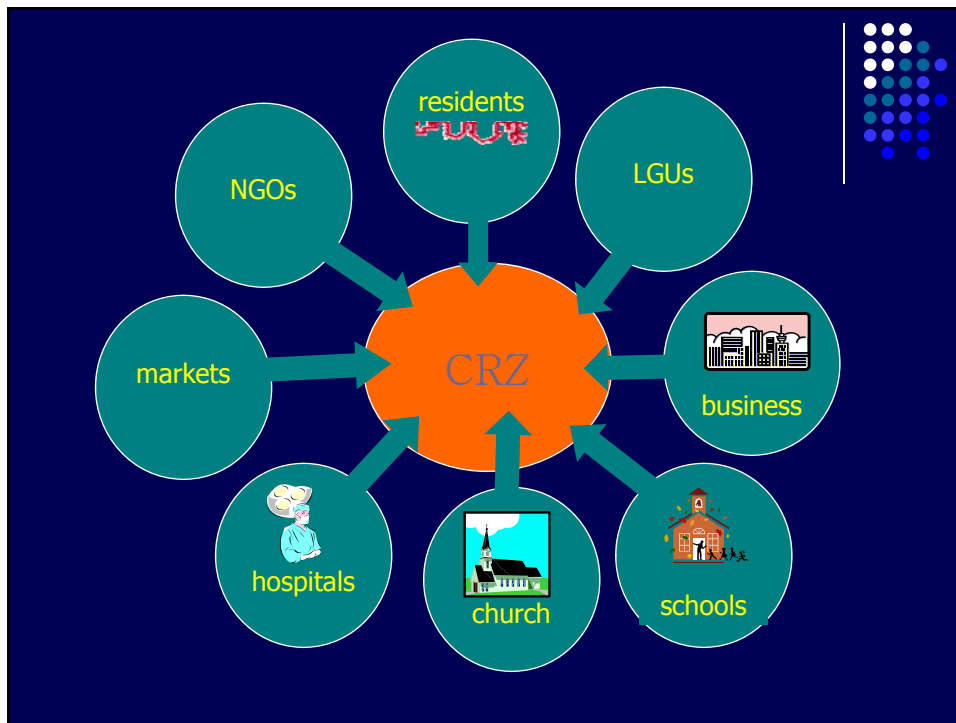 residents
NGOs
LGUs
markets
CRZ
business
hospitals
church
schools